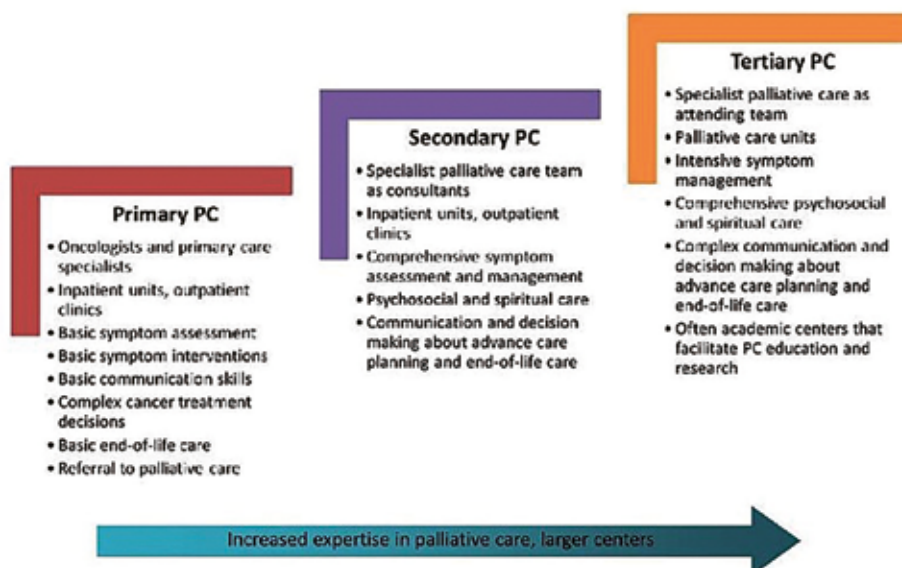 Primary PC
• Oncologists and primary care
specialists
• Inpatient units, outpatient
clinics
• Basic symptom assessment
• Basic symptom interventions
• Basic communication skills
• Complex cancer treatment
decisions
• Basic end-of-life care
• Referral to palliative care
Secondary PC
• Specialist palliative care team
as consultants
• Inpatient units, outpatient
clinics
• Comprehensive symptom
assessment and management
• Psychosocial and spiritual care
• Communication and decision
making about advance care
planning and end-of-life care
Tertiary PC
• Specialist palliative care as
attending team
• Palliative care units
• Intensive symptom
management
• Comprehensive psychosocial
and spiritual care
• Complex communication and
decision making about
advance care planning and
end-of-life care
• Often academic centers that
facilitate PC education and
research
Increased expertise in palliative care, larger centers